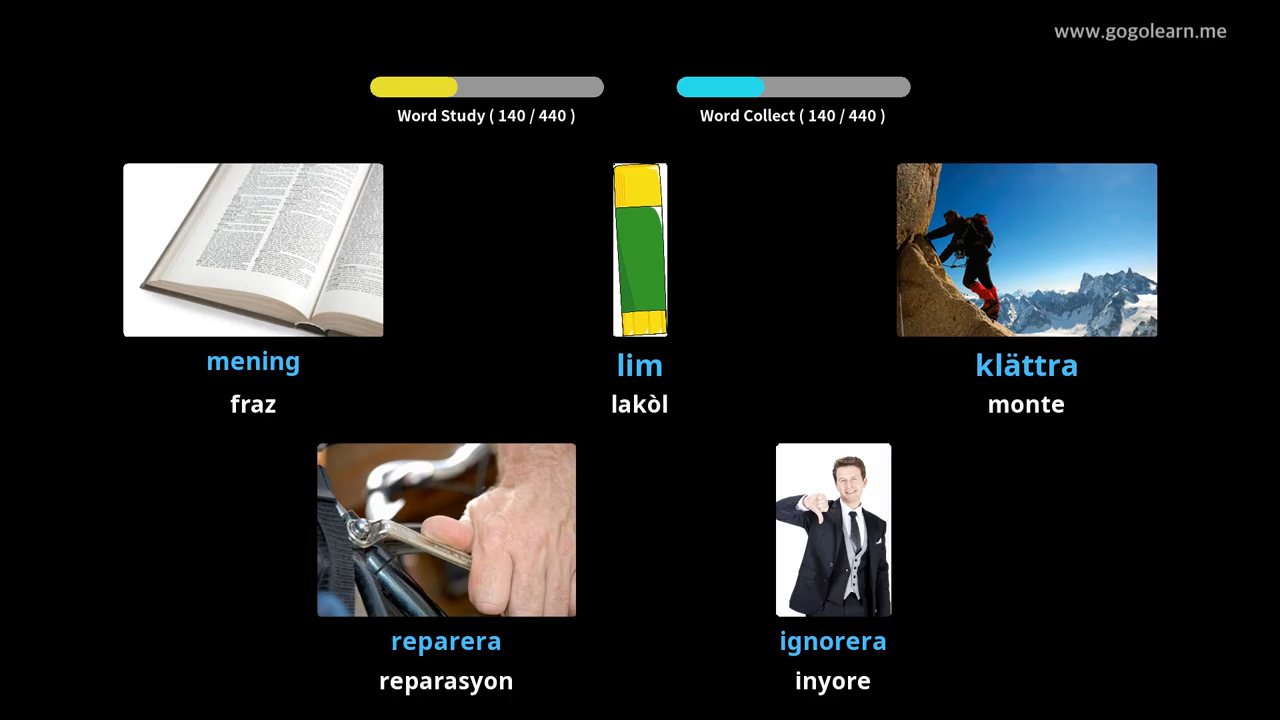 www.gogolearn.me
Word Study ( 140 / 440 )
Word Collect ( 140 / 440 )
mening
fraz
lim
lakòl
klättra
monte
reparera
reparasyon
ignorera
inyore